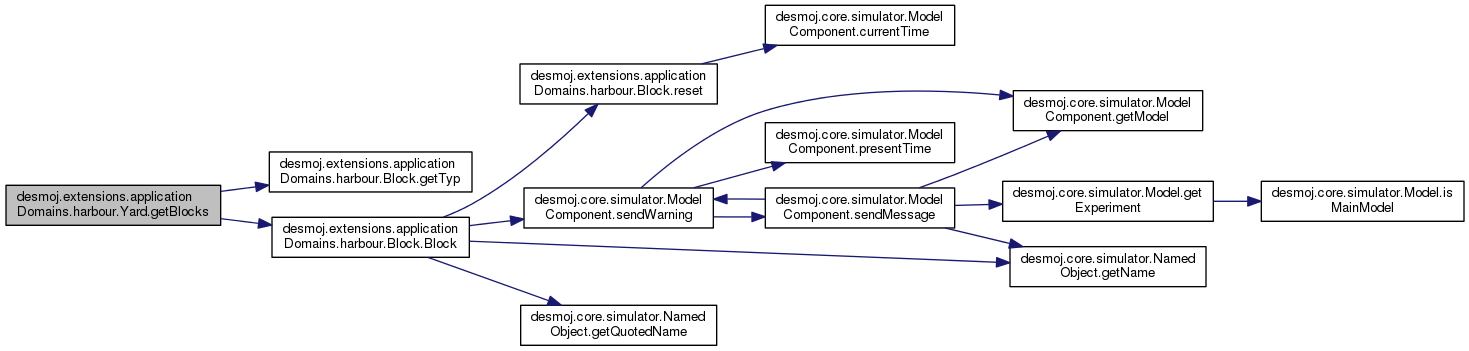 desmoj.extensions.application
Domains.harbour.Yard.getBlocks
desmoj.extensions.application
Domains.harbour.Block.getTyp
desmoj.extensions.application
Domains.harbour.Block.Block
desmoj.extensions.application
Domains.harbour.Block.reset
desmoj.core.simulator.Model
Component.sendWarning
desmoj.core.simulator.Named
Object.getQuotedName
desmoj.core.simulator.Model
Component.currentTime
desmoj.core.simulator.Model
Component.presentTime
desmoj.core.simulator.Model
Component.sendMessage
desmoj.core.simulator.Model
Component.getModel
desmoj.core.simulator.Model.get
Experiment
desmoj.core.simulator.Named
Object.getName
desmoj.core.simulator.Model.is
MainModel